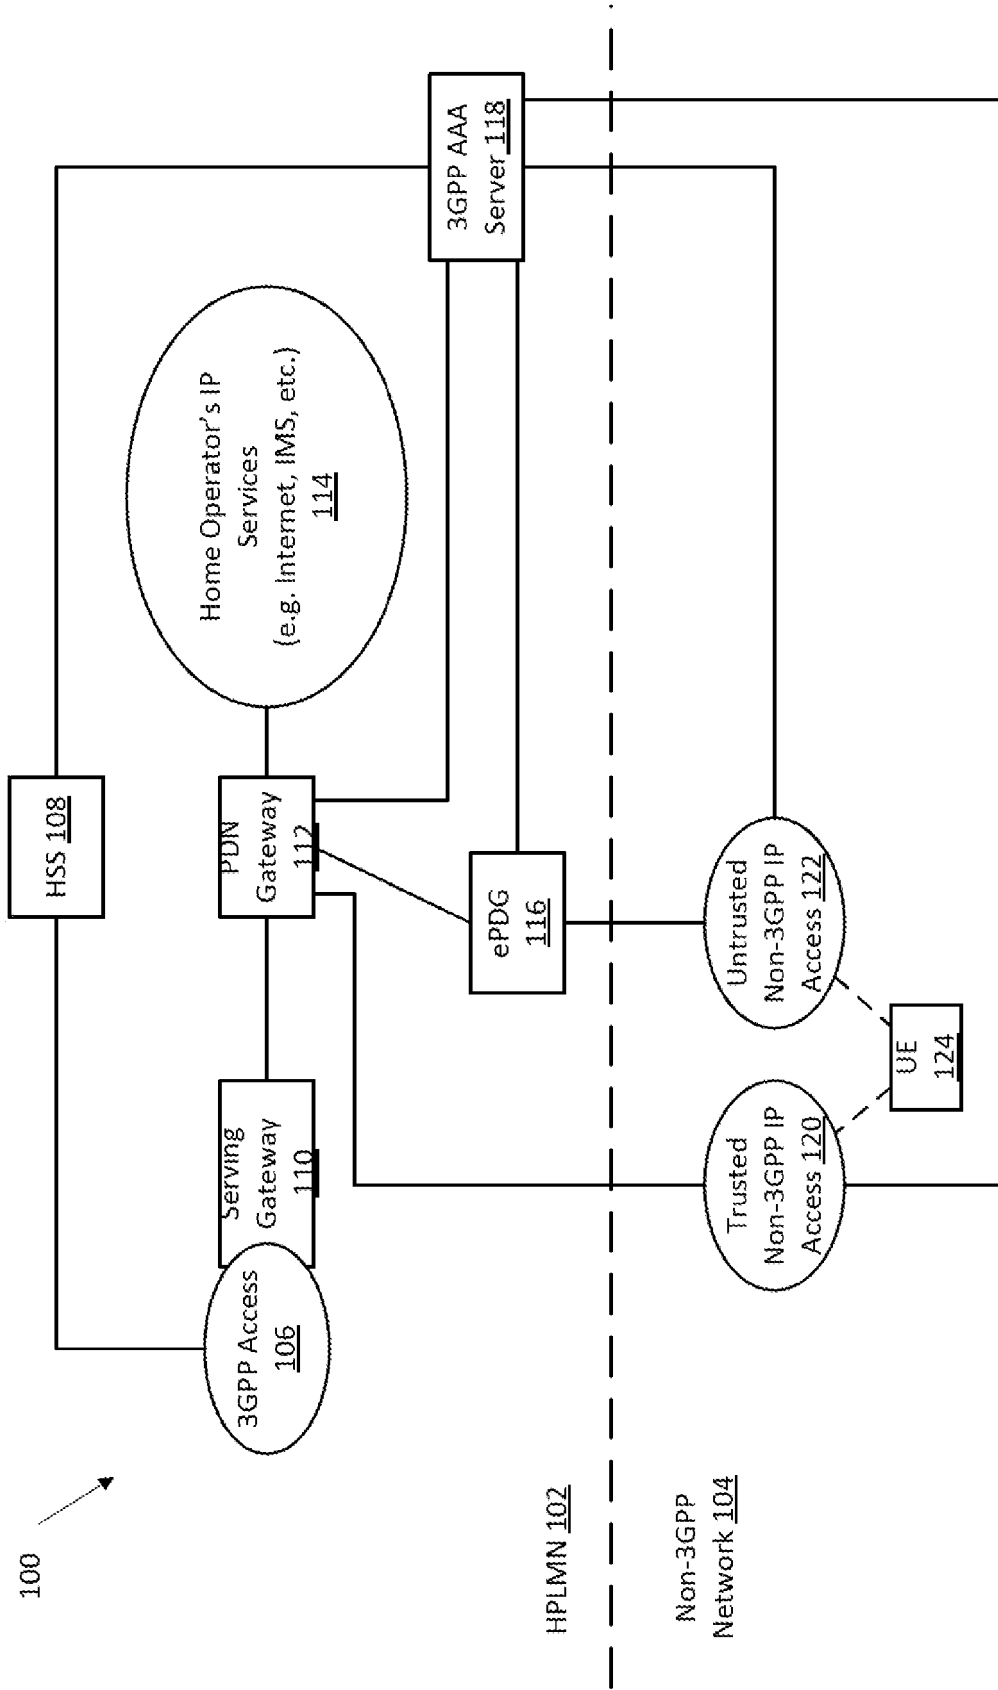 100
HSS 108
3GPP Access
106
Serving
Gateway
110
PDN
Gateway
112
Home Operator's IP
Services
(e.g. Internet, IMS, etc.)
114
3GPP AAA
Server 118
ePDG
116
HPLMN 102
Non-3GPP
Network 104
Trusted
Non-3GPP IP
Access 120
Untrusted
Non-3GPP IP
Access 122
UE
124